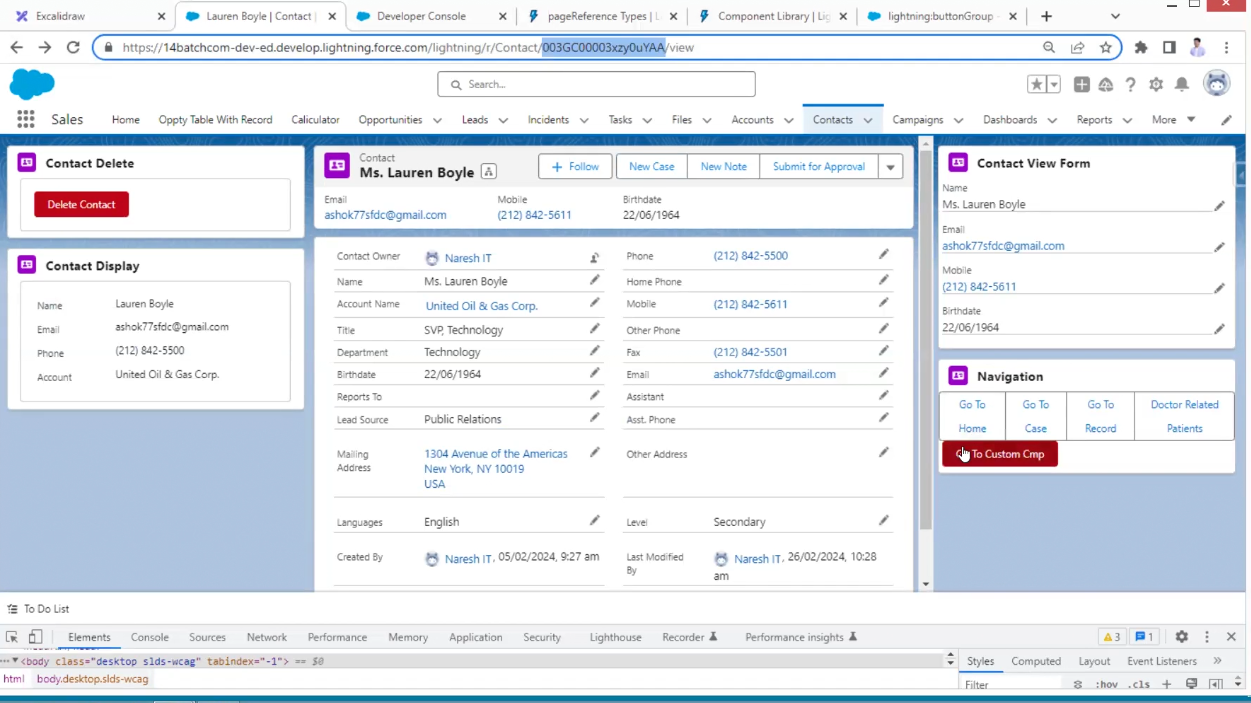 Excalidraw
Lauren Boyle | Contact |
Developer Console
pageReference Types | L
Component Library | Lig
lightning:buttonGroup -
https://14batchcom-dev-ed.develop.lightning.force.com/lightning/r/Contact/003GC00003xzy0uYAA/view
Search...
Sales
Home
Oppty Table With Record
Calculator
Opportunities
Leads
Incidents
Tasks
Files
Accounts
Contacts
Campaigns
Dashboards
Reports
More
Contact Delete
Delete Contact
Contact Display
Name Lauren Boyle
Email ashok77sfdc@gmail.com
Phone (212) 842-5500
Account United Oil & Gas Corp.
Contact
Ms. Lauren Boyle
+ Follow
New Case
New Note
Submit for Approval
Email Mobile Birthdate
ashok77sfdc@gmail.com (212) 842-5611 22/06/1964
Contact Owner Naresh IT Phone (212) 842-5500
Name Ms. Lauren Boyle Home Phone
Account Name United Oil & Gas Corp. Mobile (212) 842-5611
Title SVP, Technology Other Phone
Department Technology Fax (212) 842-5501
Birthdate 22/06/1964 Email ashok77sfdc@gmail.com
Reports To Assistant
Lead Source Public Relations Asst. Phone
Mailing Address 1304 Avenue of the Americas Other Address
New York, NY 10019
USA
Languages English Level Secondary
Created By Naresh IT, 05/02/2024, 9:27 am Last Modified By Naresh IT, 26/02/2024, 10:28 am
Contact View Form
Name
Ms. Lauren Boyle
Email
ashok77sfdc@gmail.com
Mobile
(212) 842-5611
Birthdate
22/06/1964
Navigation
Go To Home
Go To Case
Go To Record
Doctor Related Patients
To Custom Cmp
To Do List
Elements
Console
Sources
Network
Performance
Memory
Application
Security
Lighthouse
Recorder
Performance insights
3
1
<body class="desktop slds-wcag" tabindex="-1"> == $0
html body.desktop.slds-wcag
Styles
Computed
Layout
Event Listeners
Filter
:hov .cls +